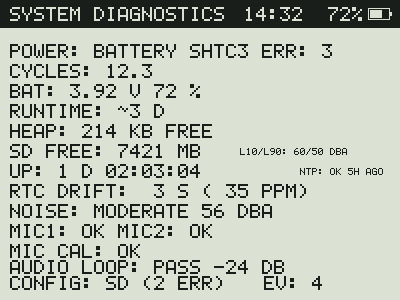 SYSTEM DIAGNOSTICS 14:32 72%
POWER: BATTERY SHTC3 ERR: 3
CYCLES: 12.3
BAT: 3.92 V 72 %
RUNTIME: ~3 D
HEAP: 214 KB FREE
SD FREE: 7421 MB L10/L90: 60/50 DBA
UP: 1 D 02:03:04 NTP: OK 5H AGO
RTC DRIFT: 3 S ( 35 PPM)
NOISE: MODERATE 56 DBA
MIC1: OK MIC2: OK
MIC CAL: OK
AUDIO LOOP: PASS -24 DB
CONFIG: SD (2 ERR) EV: 4